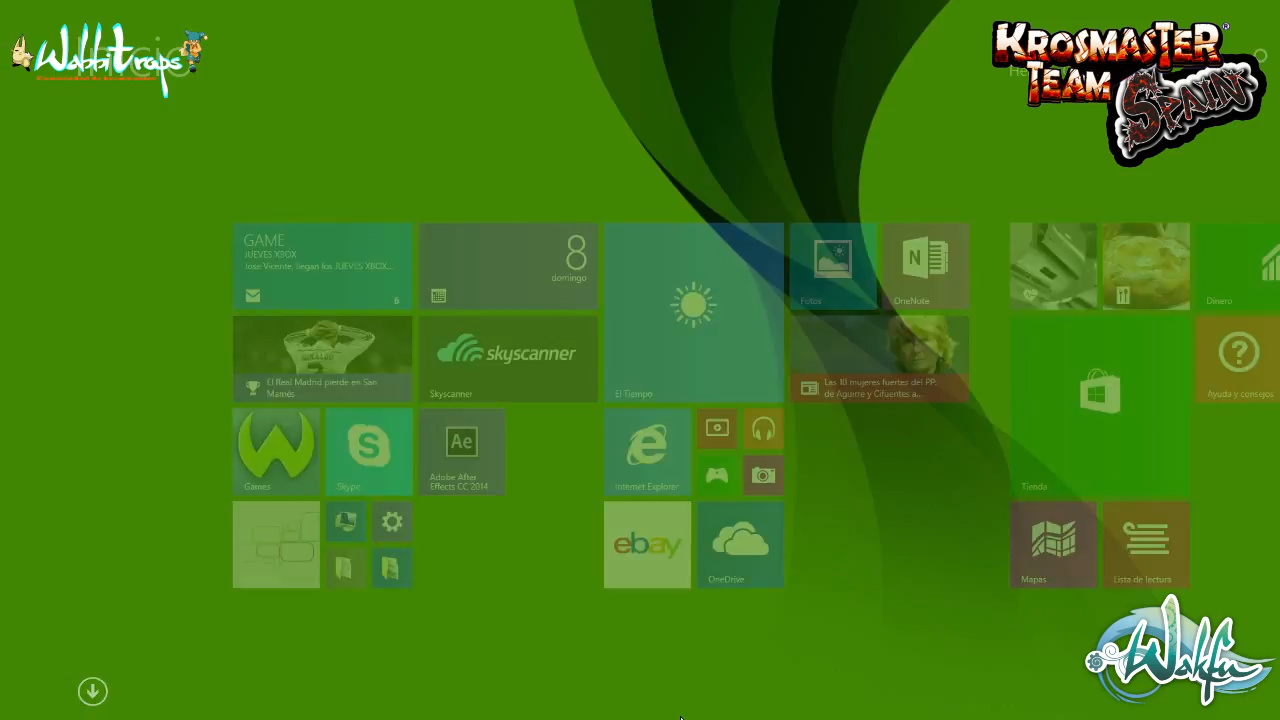 Wabbitraps
Inicio
KROSMASTER
TEAM
SPAIN
GAME
JUEVES XBOX
Jose Vicente, llegan los JUEVES XBOX...
6
8
domingo
El Real Madrid pierde en San
Mamés
skyscanner
Skyscanner
El Tiempo
Fotos
N
OneNote
Las 10 mujeres fuertes del PP,
de Aguirre y Cifuentes a...
Dinero
Ayuda y consejos
Games
Skype
Ae
Adobe After
Effects CC 2014
Internet Explorer
Tienda
ebay
OneDrive
Mapas
Lista de lectura
Wakfu